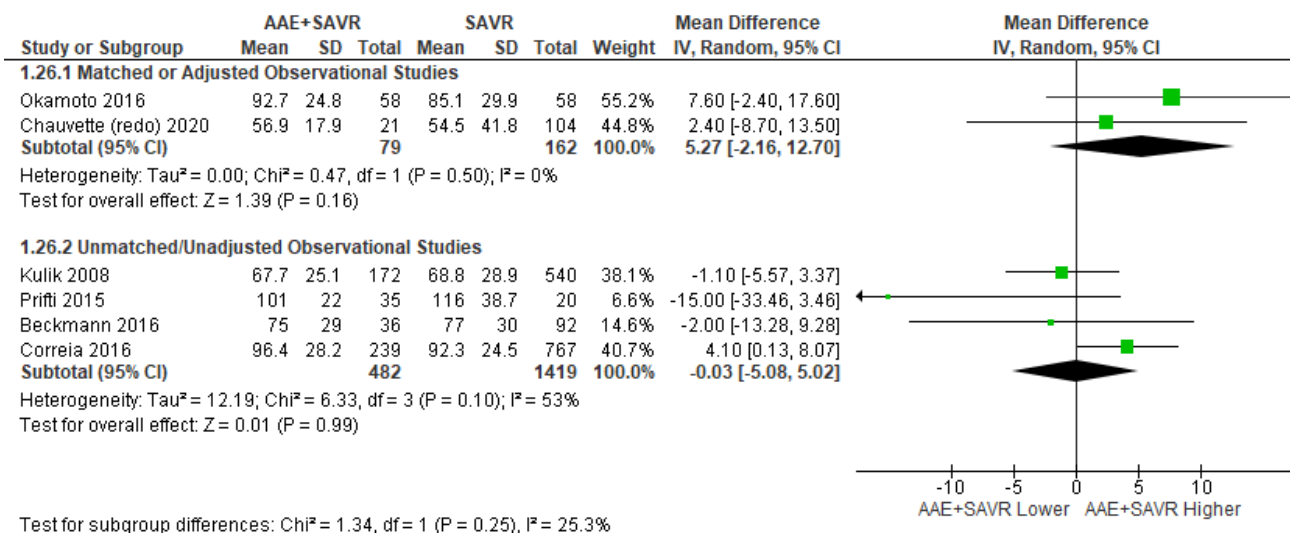 AAE+SAVR SAVR Mean Difference Mean Difference
Study or Subgroup Mean SD Total Mean SD Total Weight IV, Random, 95% CI IV, Random, 95% CI
1.26.1 Matched or Adjusted Observational Studies
Okamoto 2016 92.7 24.8 58 85.1 29.9 58 55.2% 7.60 [-2.40, 17.60]
Chauvette (redo) 2020 56.9 17.9 21 54.5 41.8 104 44.8% 2.40 [-8.70, 13.50]
Subtotal (95% CI) 79 162 100.0% 5.27 [-2.16, 12.70]
Heterogeneity: Tau² = 0.00; Chi² = 0.47, df = 1 (P = 0.50); I² = 0%
Test for overall effect: Z = 1.39 (P = 0.16)
1.26.2 Unmatched/Unadjusted Observational Studies
Kulik 2008 67.7 25.1 172 68.8 28.9 540 38.1% -1.10 [-5.57, 3.37]
Prifti 2015 101 22 35 116 38.7 20 6.6% -15.00 [-33.46, 3.46]
Beckmann 2016 75 29 36 77 30 92 14.6% -2.00 [-13.28, 9.28]
Correia 2016 96.4 28.2 239 92.3 24.5 767 40.7% 4.10 [0.13, 8.07]
Subtotal (95% CI) 482 1419 100.0% -0.03 [-5.08, 5.02]
Heterogeneity: Tau² = 12.19; Chi² = 6.33, df = 3 (P = 0.10); I² = 53%
Test for overall effect: Z = 0.01 (P = 0.99)
-10 -5 0 5 10
AAE+SAVR Lower AAE+SAVR Higher
Test for subgroup differences: Chi² = 1.34, df = 1 (P = 0.25), I² = 25.3%